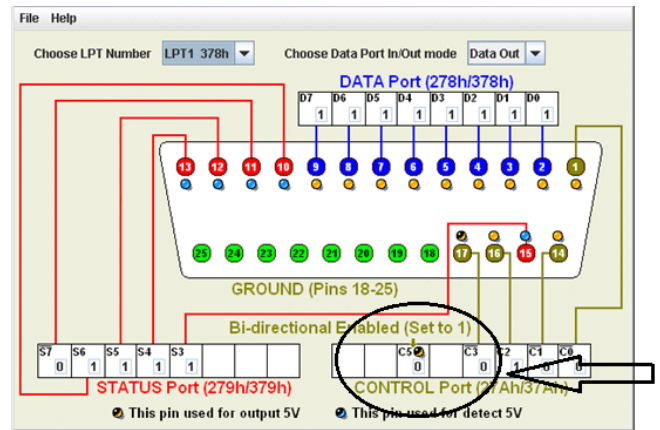 File Help
Choose LPT Number LPT1 378h Choose Data Port In/Out mode Data Out
DATA Port (278h/378h)
D7 D6 D5 D4 D3 D2 D1 D0
1 1 1 1 1 1 1 1
13 12 11 10 9 8 7 6 5 4 3 2 1
25 24 23 22 21 20 19 18 17 16 15 14
GROUND (Pins 18-25)
Bi-directional Enabled (Set to 1)
S7 S6 S5 S4 S3 C5 C3 C2 C1 C0
0 1 1 1 1 0 0 1 0 0
STATUS Port (279h/379h) CONTROL Port (27Ah/37Ah)
This pin used for output 5V This pin used for detect 5V